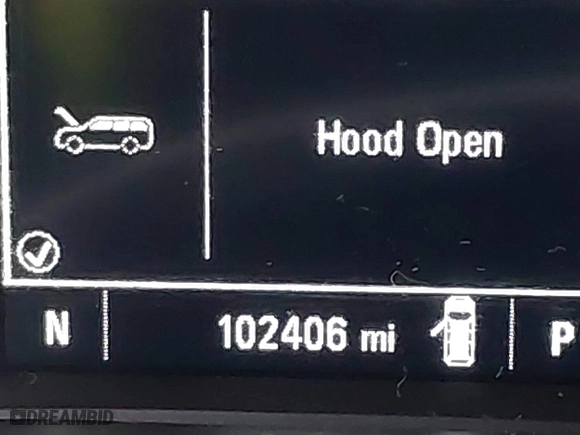 Hood Open
N 102406 mi P
DREAMBID